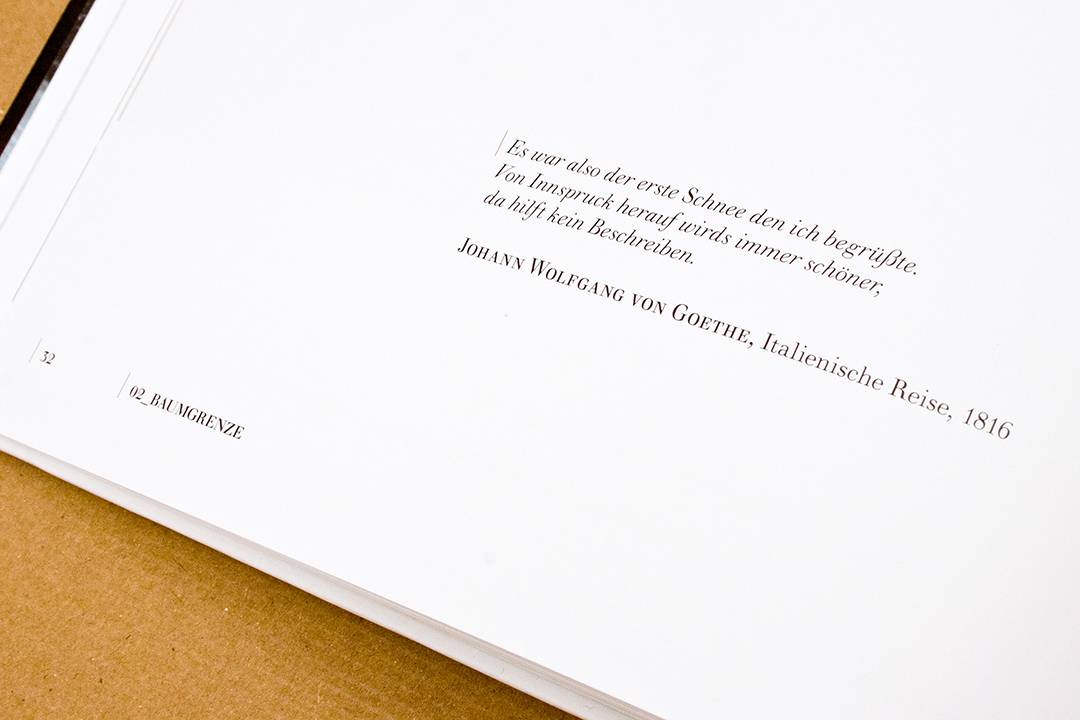 Es war also der erste Schnee den ich begrüßte.
Von Innspruck herauf wirds immer schöner,
da hilft kein Beschreiben.
Johann Wolfgang von Goethe, Italienische Reise, 1816
32
02_BAUMGRENZE